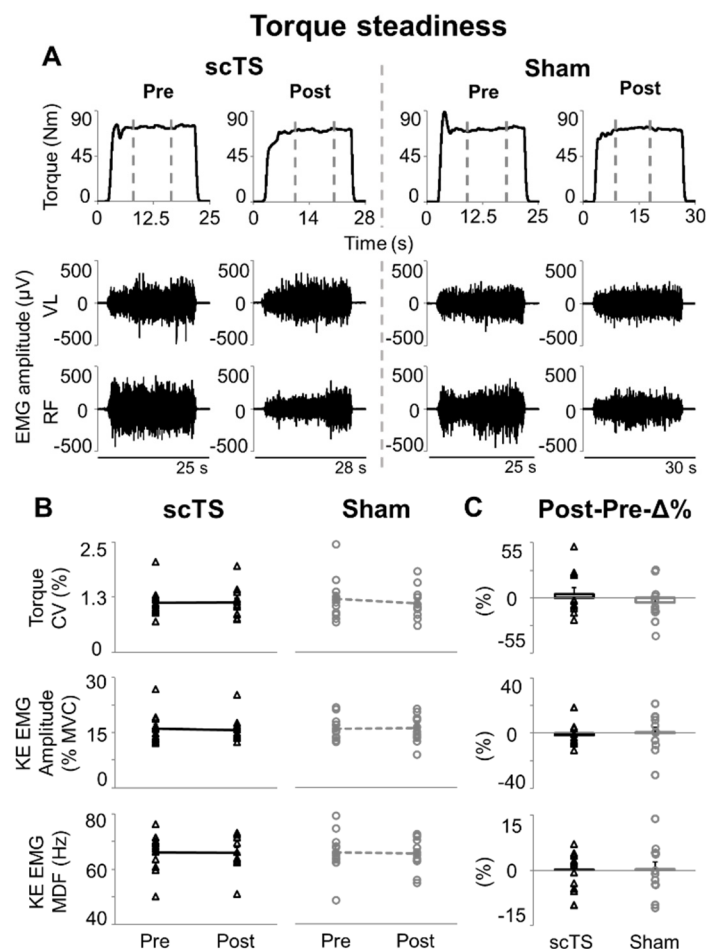 Torque steadiness
A
scTS
Sham
Pre
Post
Pre
Post
Torque (Nm)
90
45
0
0 12.5 25
90
45
0
0 14 28
90
45
0
0 12.5 25
90
45
0
0 15 30
Time (s)
EMG amplitude (µV)
VL
500
0
-500
500
0
-500
500
0
-500
500
0
-500
RF
500
0
-500
500
0
-500
500
0
-500
500
0
-500
25 s
28 s
25 s
30 s
B
scTS
Sham
C
Post-Pre-Δ%
Torque
CV (%)
2.5
1.3
0
(%)
55
0
-55
KE EMG
Amplitude
(% MVC)
30
15
0
(%)
40
0
-40
KE EMG
MDF (Hz)
80
60
40
(%)
15
0
-15
Pre Post
Pre Post
scTS Sham